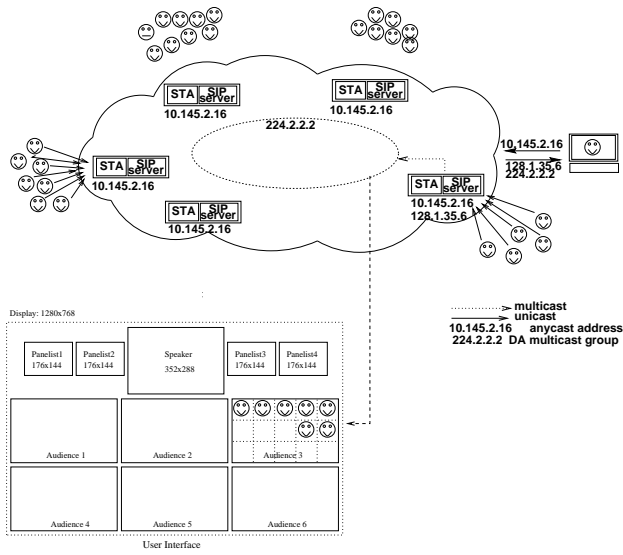 STA SIP server
10.145.2.16
STA SIP server
10.145.2.16
224.2.2.2
10.145.2.16
128.1.35.6
224.2.2.2
STA SIP server
10.145.2.16
STA SIP server
10.145.2.16
128.1.35.6
STA SIP server
10.145.2.16
multicast
unicast
10.145.2.16 anycast address
224.2.2.2 DA multicast group
Display: 1280x768
Panelist1
176x144
Panelist2
176x144
Speaker
352x288
Panelist3
176x144
Panelist4
176x144
Audience 1
Audience 2
Audience 3
Audience 4
Audience 5
Audience 6
User Interface